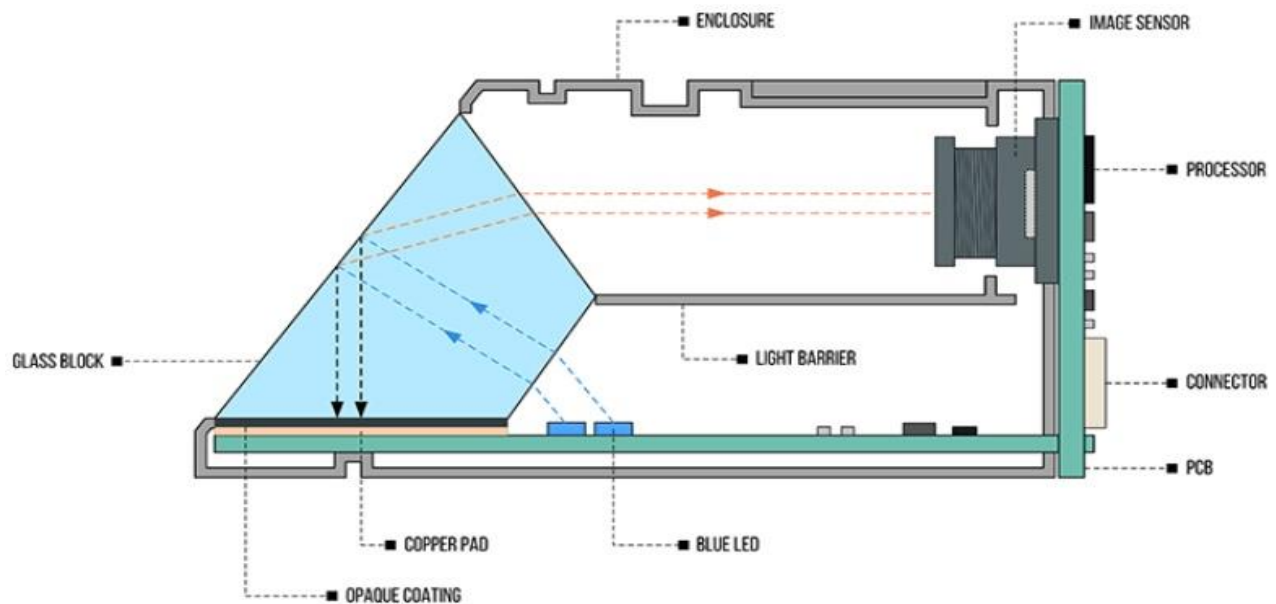 ENCLOSURE
IMAGE SENSOR
PROCESSOR
GLASS BLOCK
LIGHT BARRIER
CONNECTOR
PCB
COPPER PAD
BLUE LED
OPAQUE COATING